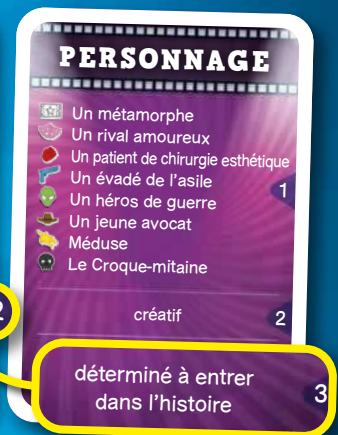 PERSONNAGE
Un métamorphe
Un rival amoureux
Un patient de chirurgie esthétique
Un évadé de l'asile
Un héros de guerre
1
Un jeune avocat
Méduse
Le Croque-mitaine
créatif
2
2
déterminé à entrer
dans l'histoire
3